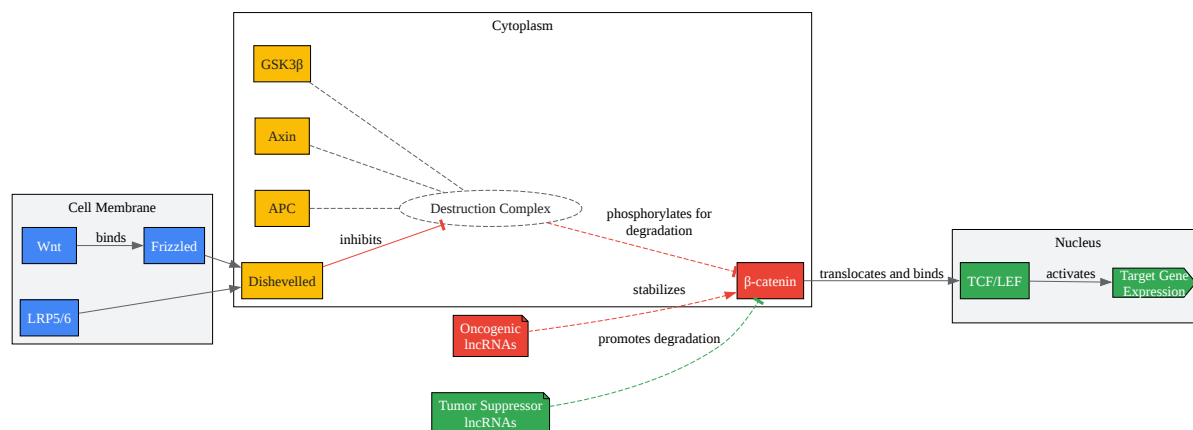 Cytoplasm
GSK3β
Axin
APC
Destruction Complex
Cell Membrane
Wnt
binds
Frizzled
LRP5/6
Dishevelled
inhibits
phosphorylates for
degradation
stabilizes
β-catenin
translocates and binds
Nucleus
TCF/LEF
activates
Target Gene
Expression
Oncogenic
lncRNAs
promotes degradation
Tumor Suppressor
lncRNAs